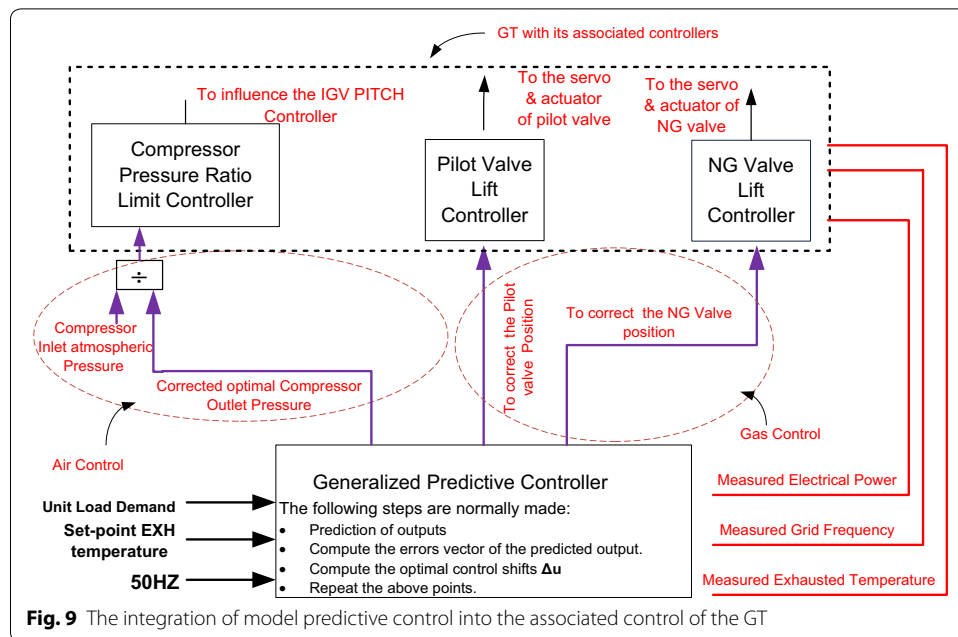 GT with its associated controllers
To influence the IGV PITCH
Controller
To the servo
& actuator
of pilot valve
To the servo
& actuator of
NG valve
Compressor
Pressure Ratio
Limit Controller
Pilot Valve
Lift
Controller
NG Valve
Lift
Controller
÷
Compressor
Inlet atmospheric
Pressure
Corrected optimal Compressor
Outlet Pressure
To correct the Pilot
valve Position
To correct the NG Valve
position
Air Control
Gas Control
Unit Load Demand
Set-point EXH
temperature
50HZ
Generalized Predictive Controller
The following steps are normally made:
• Prediction of outputs
• Compute the errors vector of the predicted output.
• Compute the optimal control shifts Δu
• Repeat the above points.
Measured Electrical Power
Measured Grid Frequency
Measured Exhausted Temperature
Fig. 9 The integration of model predictive control into the associated control of the GT